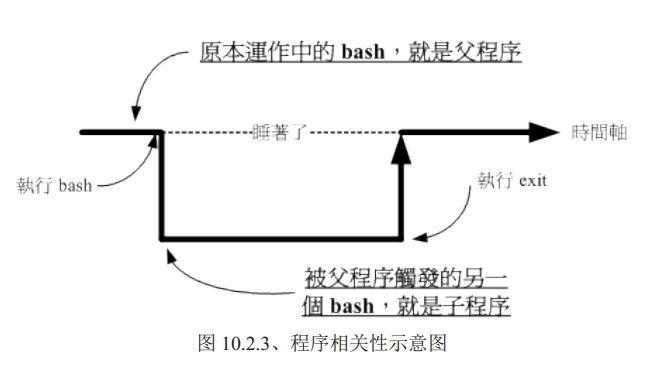 原本運作中的 bash，就是父程序
睡著了
時間軸
執行 bash
執行 exit
被父程序觸發的另一
個 bash，就是子程序
图 10.2.3、程序相关性示意图